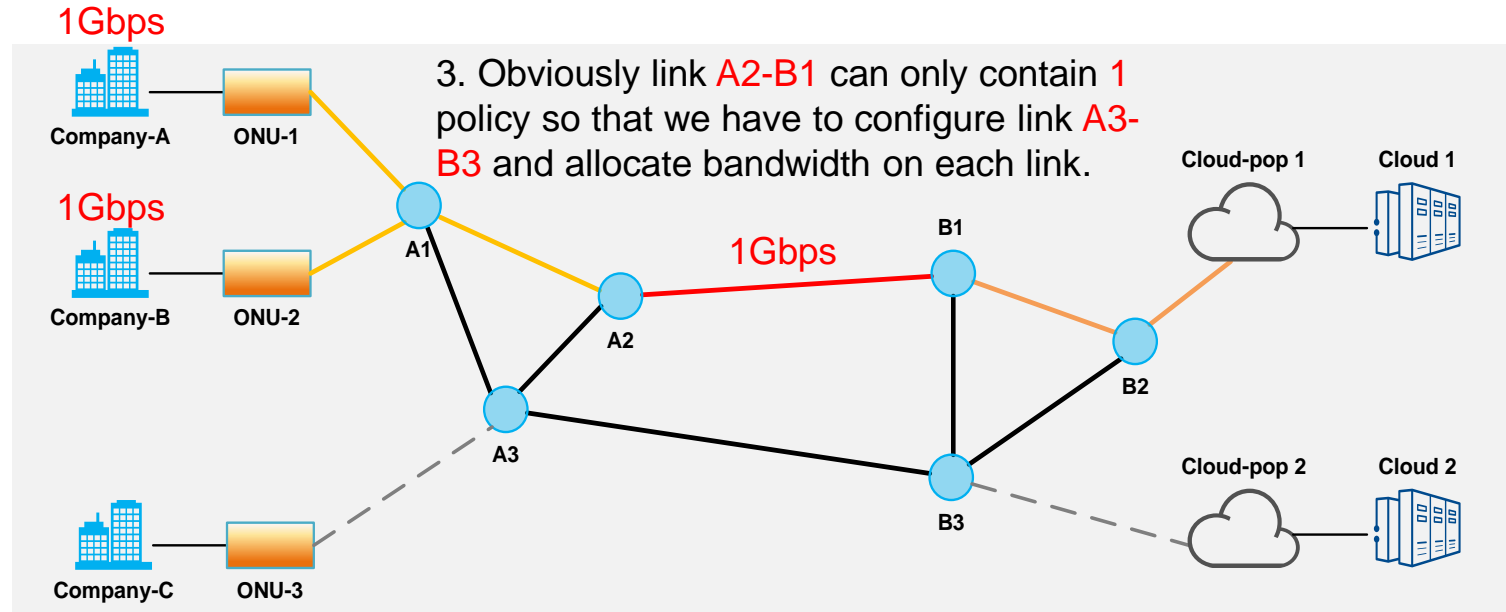 1Gbps
3. Obviously link A2-B1 can only contain 1
policy so that we have to configure link A3-
B3 and allocate bandwidth on each link.
Company-A
ONU-1
Cloud-pop 1
Cloud 1
1Gbps
A1
B1
1Gbps
Company-B
ONU-2
A2
B2
A3
Cloud-pop 2
Cloud 2
B3
Company-C
ONU-3